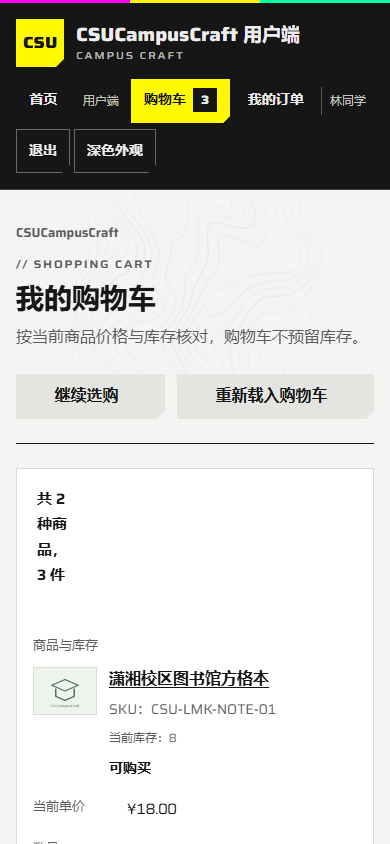 CSU
CSUCampusCraft 用户端
CAMPUS CRAFT
首页
用户端
购物车 3
我的订单
林同学
退出
深色外观
CSUCampusCraft
// SHOPPING CART
我的购物车
按当前商品价格与库存核对，购物车不预留库存。
继续选购
重新载入购物车
共 2
种商
品，
3 件
商品与库存
潇湘校区图书馆方格本
SKU：CSU-LMK-NOTE-01
当前库存：8
可购买
当前单价
¥18.00